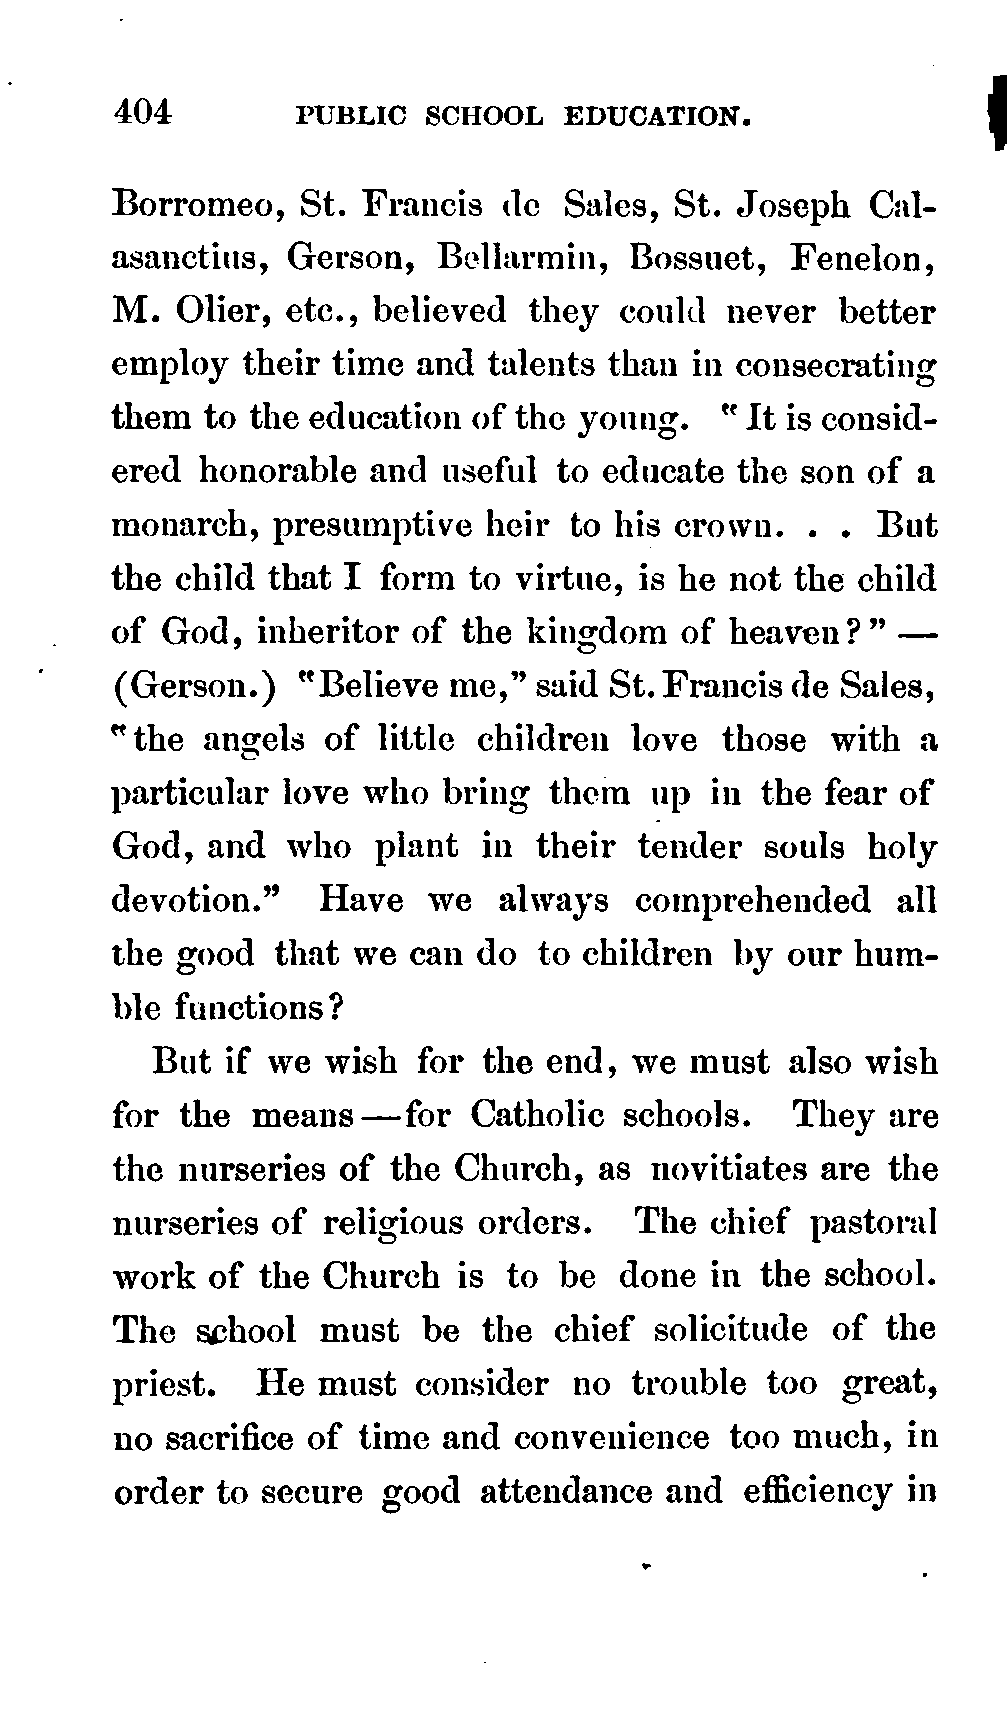 404 PUBLIC SCHOOL EDUCATION.
Borromeo, St. Francis de Sales, St. Joseph Cal-
asanctius, Gerson, Bellarmin, Bossuet, Fenelon,
M. Olier, etc., believed they could never better
employ their time and talents than in consecrating
them to the education of the young. "It is consid-
ered honorable and useful to educate the son of a
monarch, presumptive heir to his crown. . . But
the child that I form to virtue, is he not the child
of God, inheritor of the kingdom of heaven?" —
(Gerson.) "Believe me," said St. Francis de Sales,
"the angels of little children love those with a
particular love who bring them up in the fear of
God, and who plant in their tender souls holy
devotion." Have we always comprehended all
the good that we can do to children by our hum-
ble functions?
But if we wish for the end, we must also wish
for the means—for Catholic schools. They are
the nurseries of the Church, as novitiates are the
nurseries of religious orders. The chief pastoral
work of the Church is to be done in the school.
The school must be the chief solicitude of the
priest. He must consider no trouble too great,
no sacrifice of time and convenience too much, in
order to secure good attendance and efficiency in